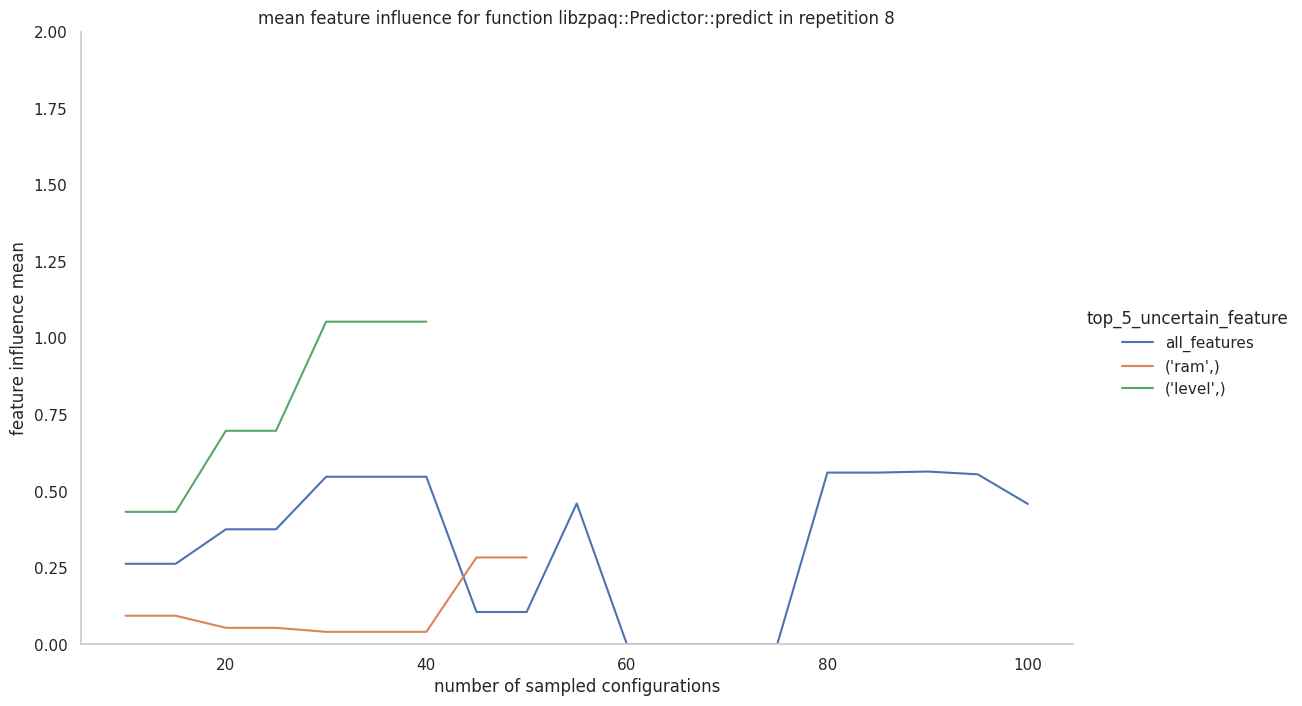 mean feature influence for function libzpaq::Predictor::predict in repetition 8
2.00
1.75
1.50
1.25
1.00
0.75
0.50
0.25
0.00
feature influence mean
20
40
60
80
100
number of sampled configurations
top_5_uncertain_feature
all_features
('ram',)
('level',)